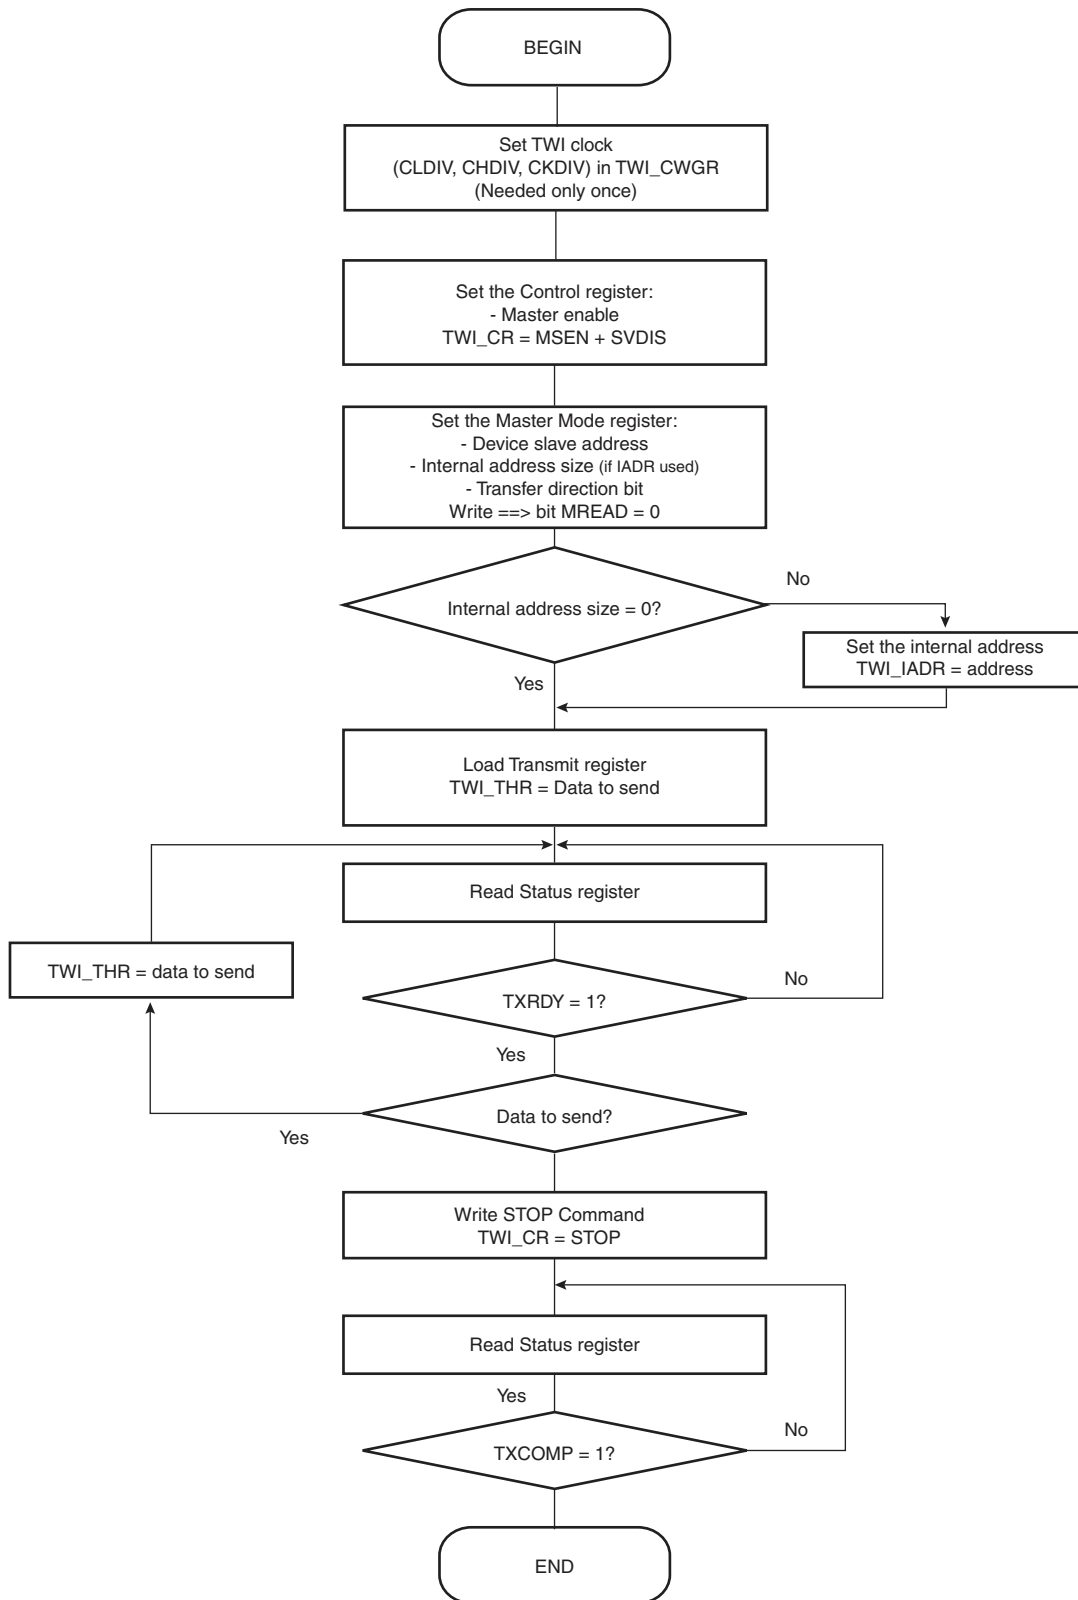 BEGIN
Set TWI clock
(CLDIV, CHDIV, CKDIV) in TWI_CWGR
(Needed only once)
Set the Control register:
- Master enable
TWI_CR = MSEN + SVDIS
Set the Master Mode register:
- Device slave address
- Internal address size (if IADR used)
- Transfer direction bit
Write ==> bit MREAD = 0
No
Internal address size = 0?
Set the internal address
TWI_IADR = address
Yes
Load Transmit register
TWI_THR = Data to send
Read Status register
TWI_THR = data to send
No
TXRDY = 1?
Yes
Data to send?
Yes
Write STOP Command
TWI_CR = STOP
Read Status register
Yes
No
TXCOMP = 1?
END